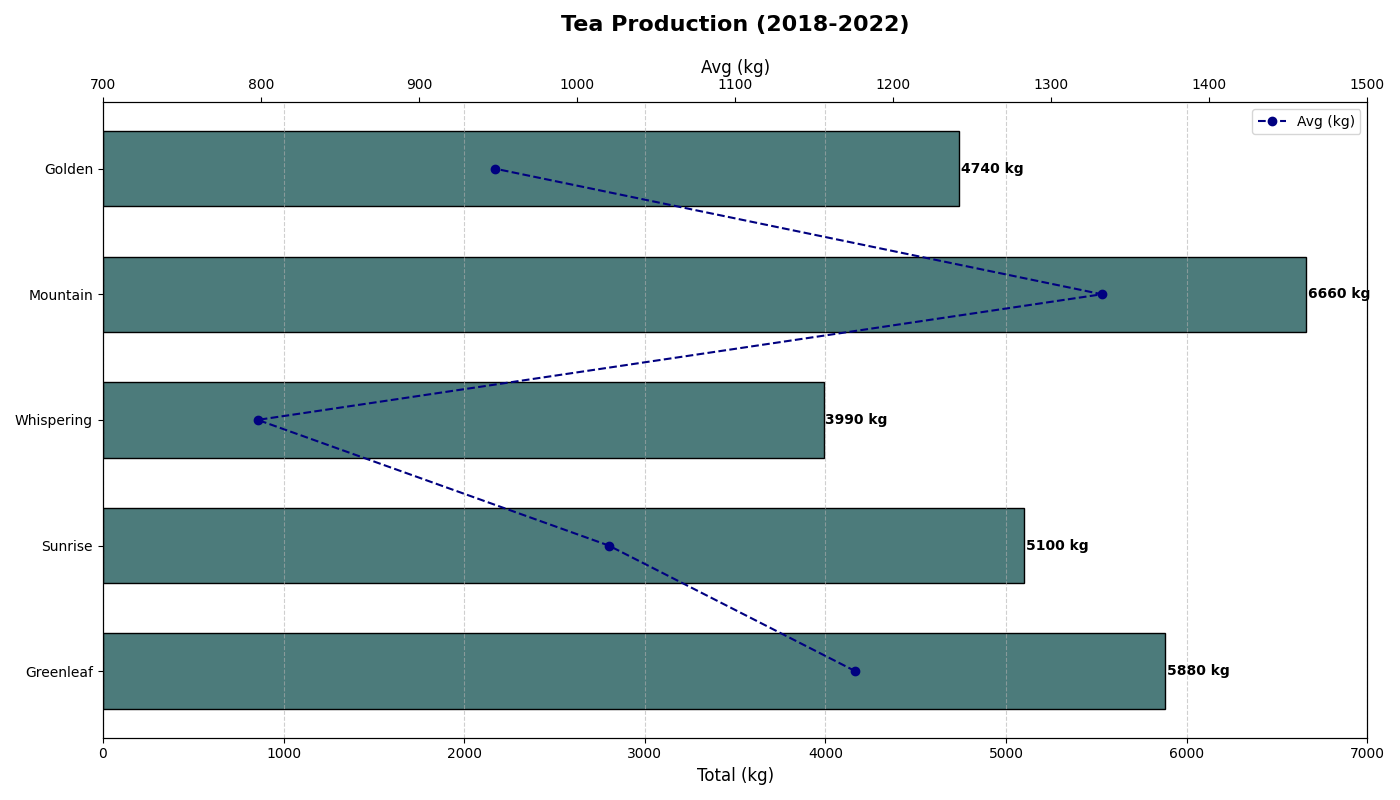 Tea Production (2018-2022)
Avg (kg)
700 800 900 1000 1100 1200 1300 1400 1500
Avg (kg)
Golden 4740 kg
Mountain 6660 kg
Whispering 3990 kg
Sunrise 5100 kg
Greenleaf 5880 kg
0 1000 2000 3000 4000 5000 6000 7000
Total (kg)